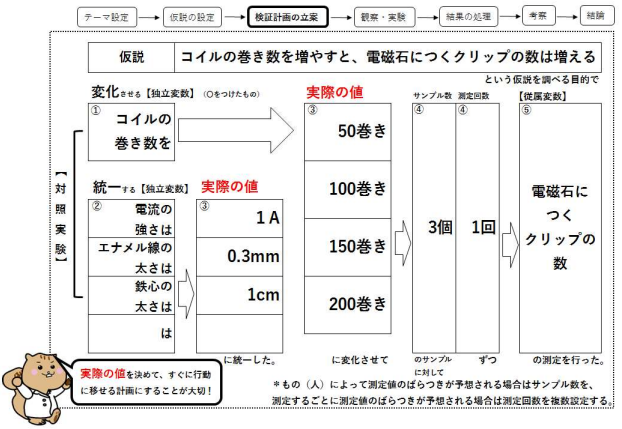 テーマ設定 仮説の設定 検証計画の立案 観察・実験 結果の処理 考察 結論
仮説 コイルの巻き数を増やすと、電磁石につくクリップの数は増える
という仮説を調べる目的で
変化させる【独立変数】（〇をつけたもの）
①
コイルの
巻き数を
実際の値
③
50巻き
100巻き
150巻き
200巻き
に変化させて
【対照実験】
統一する【独立変数】
②
電流の
強さは
エナメル線の
太さは
鉄心の
太さは
は
実際の値
③
1 A
0.3mm
1cm
に統一した。
サンプル数
④
3個
のサンプル
に対して
測定回数
④
1回
ずつ
【従属変数】
⑤
電磁石に
つく
クリップの
数
の測定を行った。
実際の値を決めて、すぐに行動
に移せる計画にすることが大切！
＊もの（人）によって測定値のばらつきが予想される場合はサンプル数を、
測定するごとに測定値のばらつきが予想される場合は測定回数を複数設定する。